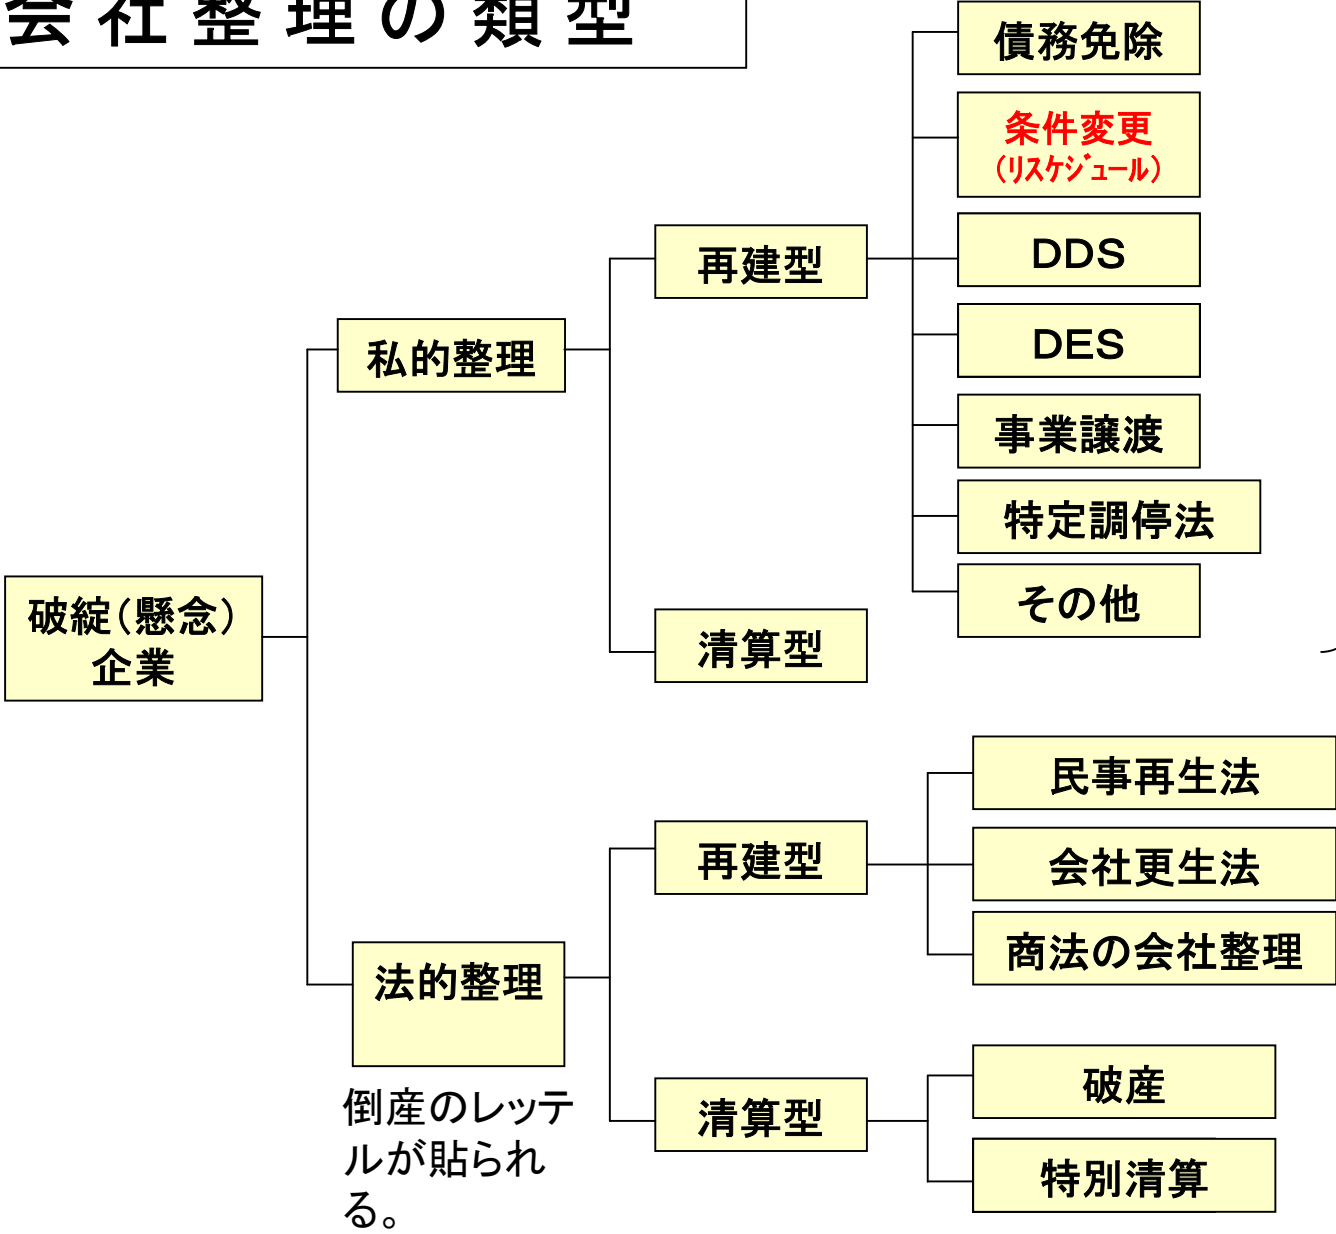 会社整理の類型
債務免除
条件変更
（リスケジュール）
DDS
再建型
DES
私的整理
事業譲渡
特定調停法
その他
破綻（懸念）
企業
清算型
民事再生法
再建型
会社更生法
商法の会社整理
法的整理
破産
倒産のレッテ
ルが貼られ
る。
清算型
特別清算